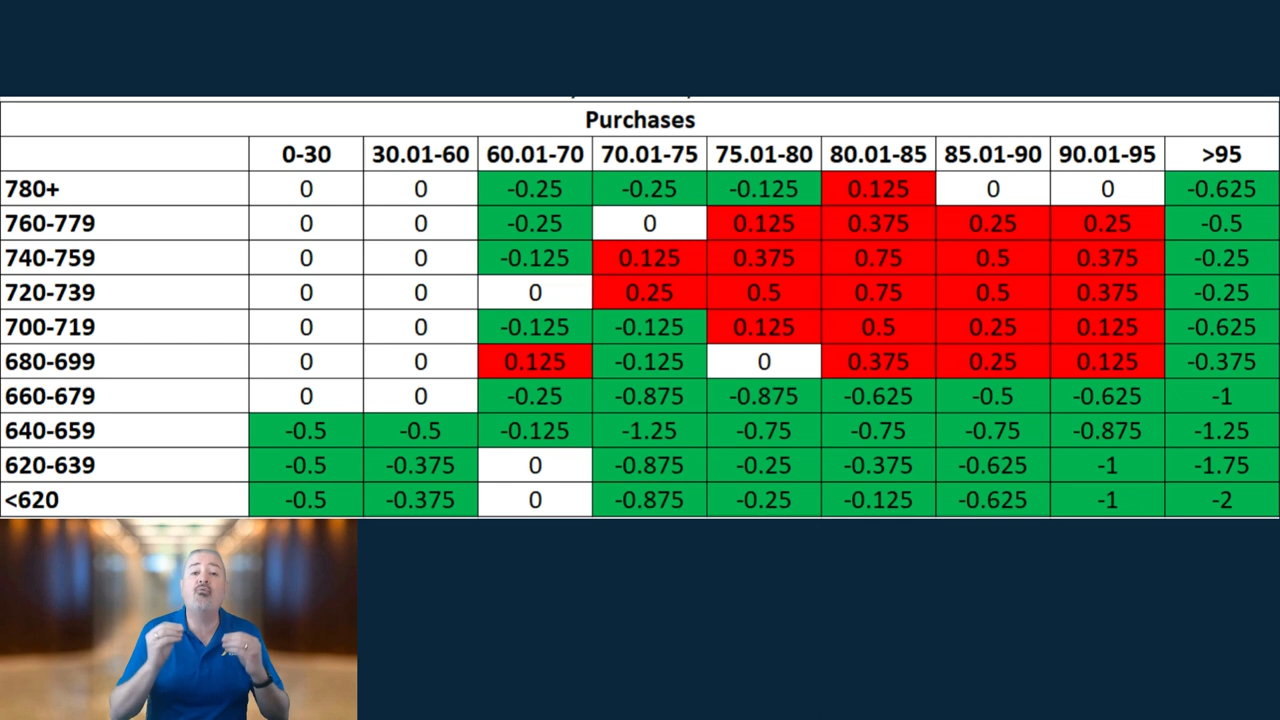 Purchases
0-30 30.01-60 60.01-70 70.01-75 75.01-80 80.01-85 85.01-90 90.01-95 >95
780+ 0 0 -0.25 -0.25 -0.125 0.125 0 0 -0.625
760-779 0 0 -0.25 0 0.125 0.375 0.25 0.25 -0.5
740-759 0 0 -0.125 0.125 0.375 0.75 0.5 0.375 -0.25
720-739 0 0 0 0.25 0.5 0.75 0.5 0.375 -0.25
700-719 0 0 -0.125 -0.125 0.125 0.5 0.25 0.125 -0.625
680-699 0 0 0.125 -0.125 0 0.375 0.25 0.125 -0.375
660-679 0 0 -0.25 -0.875 -0.875 -0.625 -0.5 -0.625 -1
640-659 -0.5 -0.5 -0.125 -1.25 -0.75 -0.75 -0.75 -0.875 -1.25
620-639 -0.5 -0.375 0 -0.875 -0.25 -0.375 -0.625 -1 -1.75
<620 -0.5 -0.375 0 -0.875 -0.25 -0.125 -0.625 -1 -2